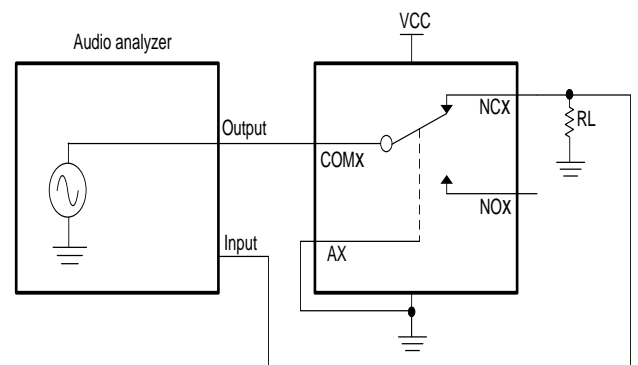 VCC
Audio analyzer
NCX
RL
Output
COMX
NOX
Input
AX